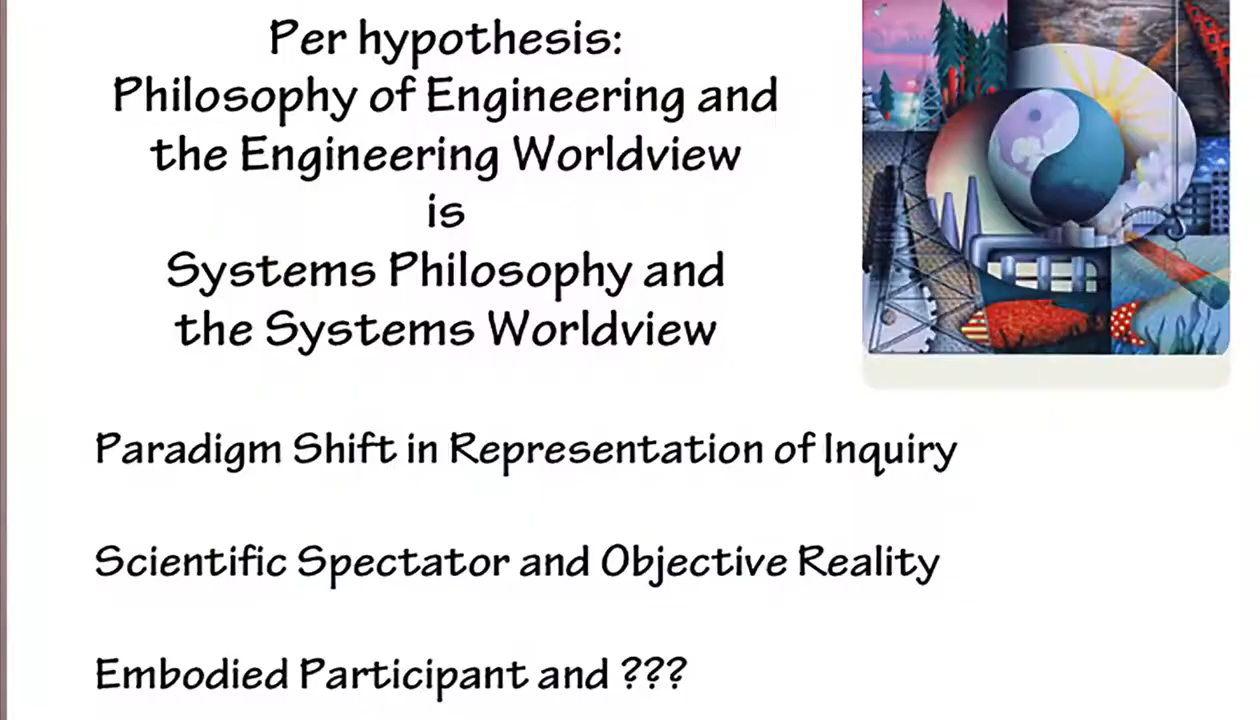 Per hypothesis:
Philosophy of Engineering and
the Engineering Worldview
is
Systems Philosophy and
the Systems Worldview
Paradigm Shift in Representation of Inquiry
Scientific Spectator and Objective Reality
Embodied Participant and ???